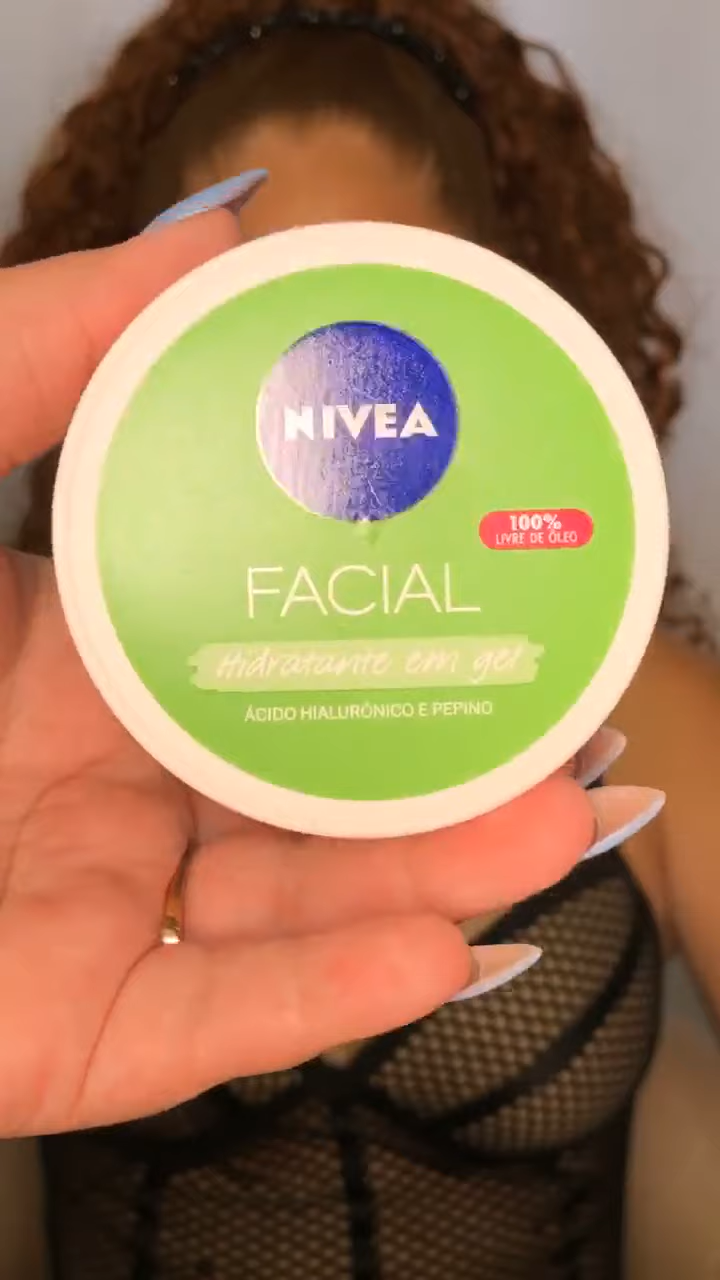 NIVEA
100%
LIVRE DE ÓLEO
FACIAL
Hidratante em gel
ÁCIDO HIALURÔNICO E PEPINO